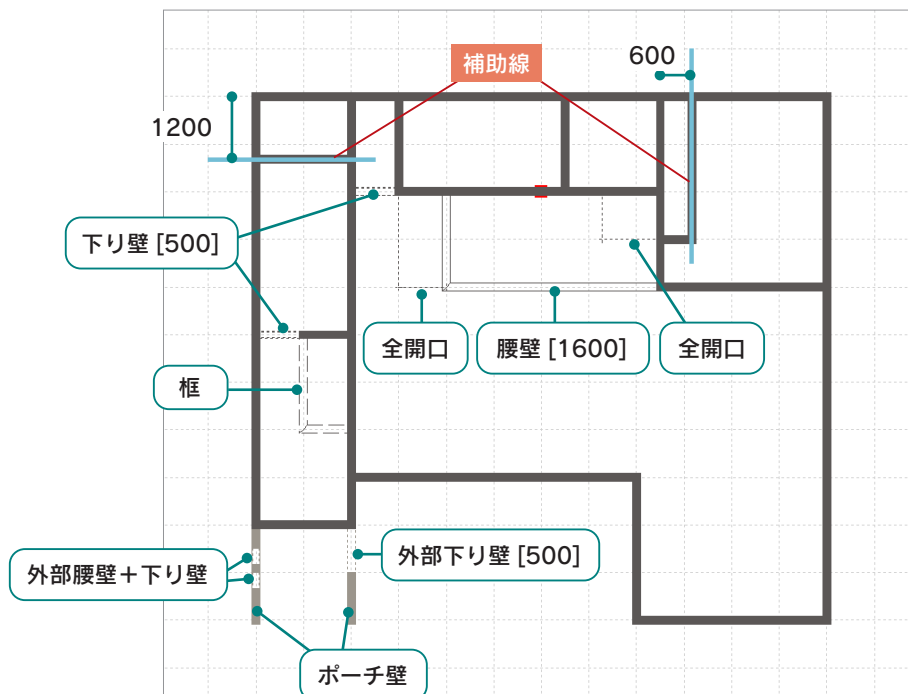 補助線
600
1200
下り壁 [500]
全開口
腰壁 [1600]
全開口
框
外部下り壁 [500]
外部腰壁＋下り壁
ポーチ壁